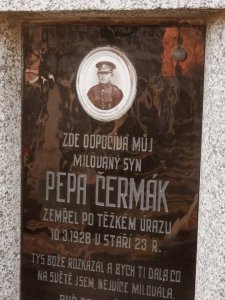 ZDE ODPOČÍVÁ MŮJ
MILOVANÝ SYN
PEPA ČERMÁK
ZEMŘEL PO TĚŽKÉM ÚRAZU
10.3.1928 V STÁŘÍ 23 R.
TYS BOŽE ROZKÁZAL A BYCH TI DALA CO
NA SVĚTĚ JSEM, NEJVÍCE MILOVALA,